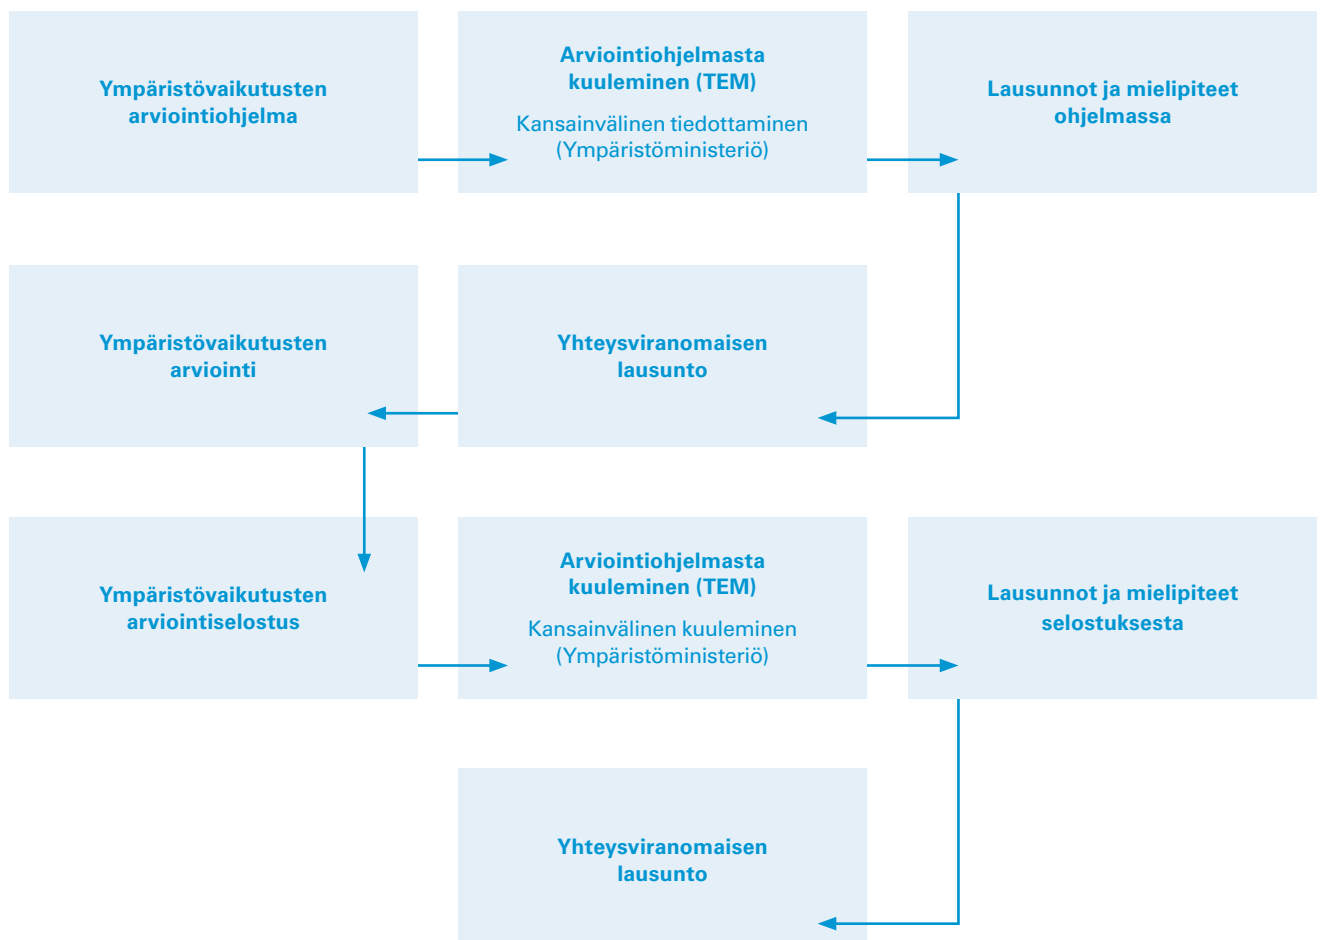 Ympäristövaikutusten
arviointiohjelma
Arviointiohjelmasta
kuuleminen (TEM)
Kansainvälinen tiedottaminen
(Ympäristöministeriö)
Lausunnot ja mielipiteet
ohjelmassa
Ympäristövaikutusten
arviointi
Yhteysviranomaisen
lausunto
Ympäristövaikutusten
arviointiselostus
Arviointiohjelmasta
kuuleminen (TEM)
Kansainvälinen kuuleminen
(Ympäristöministeriö)
Lausunnot ja mielipiteet
selostuksesta
Yhteysviranomaisen
lausunto